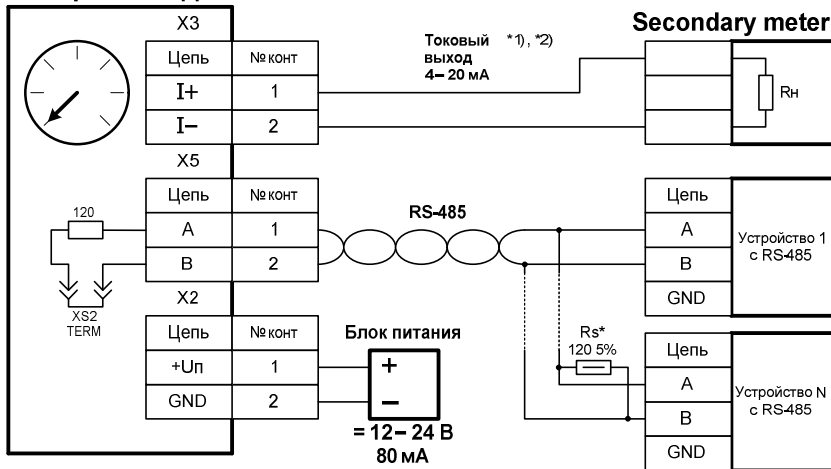 X3
Secondary meter
Цепь № конт
Токовый *1), *2)
выход
4– 20 мА
I+ 1
I– 2
Rн
X5
Цепь № конт
RS-485
Цепь
120
A 1
A
B 2
B
Устройство 1
с RS-485
GND
XS2
TERM
X2
Цепь № конт
Блок питания
Rs*
120 5%
Цепь
+Uп 1
+
A
GND 2
–
B
Устройство N
с RS-485
= 12– 24 В
80 мА
GND